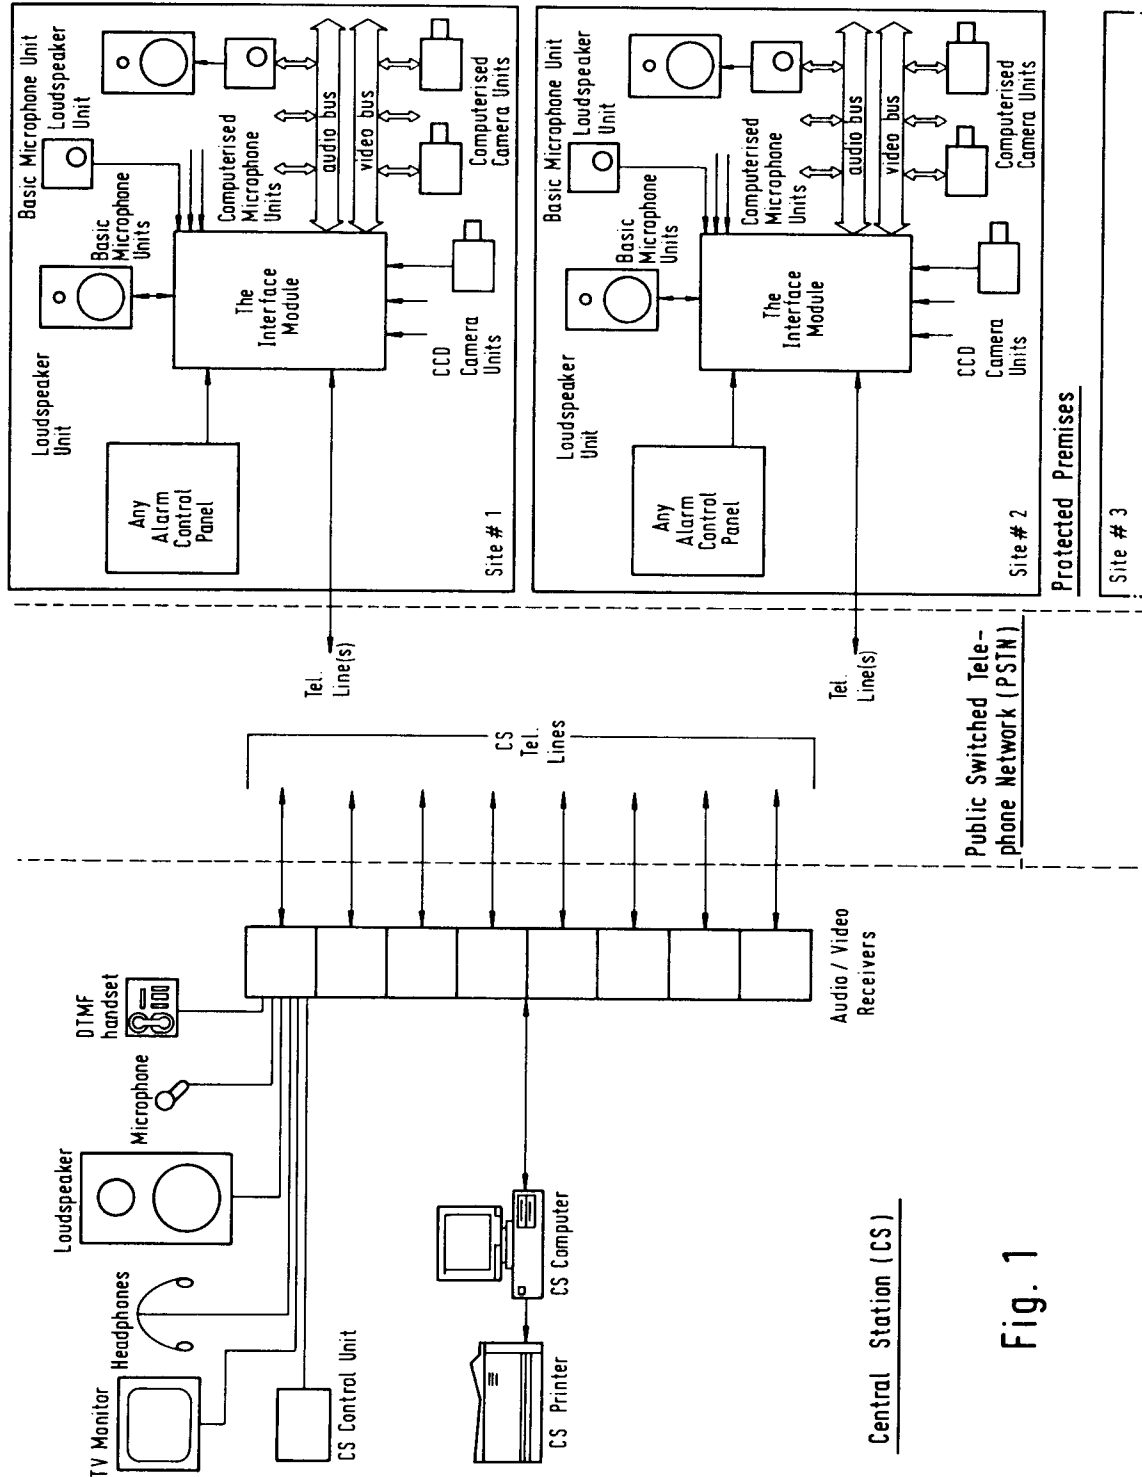 TV Monitor
Headphones
Loudspeaker
Microphone
DTMF
handset
CS Control Unit
CS Printer
CS Computer
Audio / Video
Receivers
Central Station (CS)
Fig. 1
CS
Tel.
Lines
Public Switched Tele-
phone Network (PSTN)
Tel.
Line(s)
Tel.
Line(s)
Loudspeaker
Unit
Basic Microphone Unit
Loudspeaker
Unit
Basic
Microphone
Units
Computerised
Microphone
Units
audio bus
video bus
Computerised
Camera Units
The
Interface
Module
CCD
Camera
Units
Any
Alarm
Control
Panel
Site # 1
Loudspeaker
Unit
Basic Microphone Unit
Loudspeaker
Unit
Basic
Microphone
Units
Computerised
Microphone
Units
audio bus
video bus
Computerised
Camera Units
The
Interface
Module
CCD
Camera
Units
Any
Alarm
Control
Panel
Site # 2
Protected Premises
Site # 3